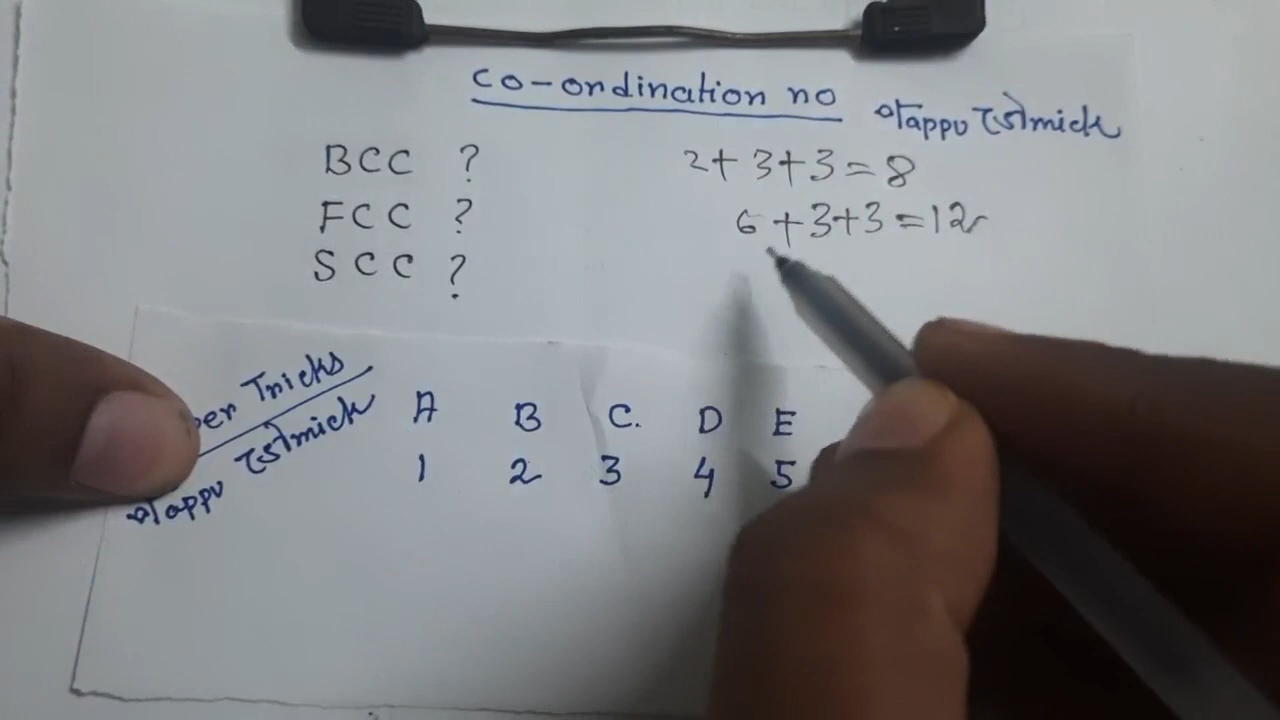 co-ordination no
BCC ?
2+3+3=8
FCC ?
6+3+3=12
SCC ?
Tricks
A B C. D E
1 2 3 4 5